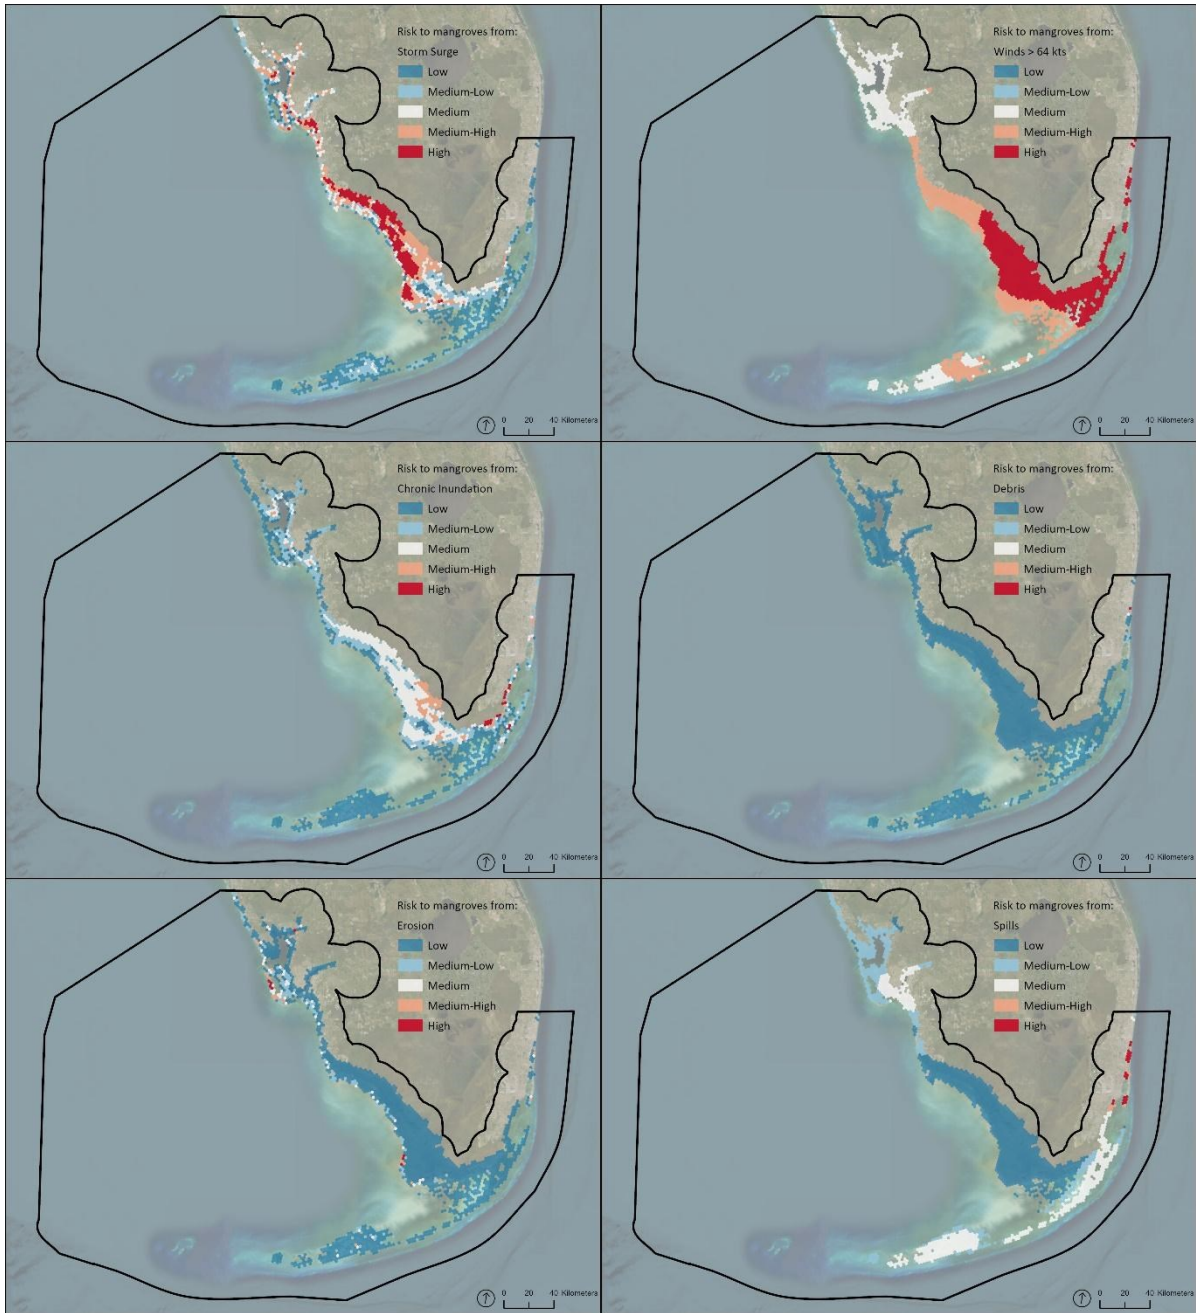 Risk to mangroves from:
Storm Surge
Low
Medium-Low
Medium
Medium-High
High
0 20 40 Kilometers
Risk to mangroves from:
Winds > 64 kts
Low
Medium-Low
Medium
Medium-High
High
0 20 40 Kilometers
Risk to mangroves from:
Chronic Inundation
Low
Medium-Low
Medium
Medium-High
High
0 20 40 Kilometers
Risk to mangroves from:
Debris
Low
Medium-Low
Medium
Medium-High
High
0 20 40 Kilometers
Risk to mangroves from:
Erosion
Low
Medium-Low
Medium
Medium-High
High
0 20 40 Kilometers
Risk to mangroves from:
Spills
Low
Medium-Low
Medium
Medium-High
High
0 20 40 Kilometers